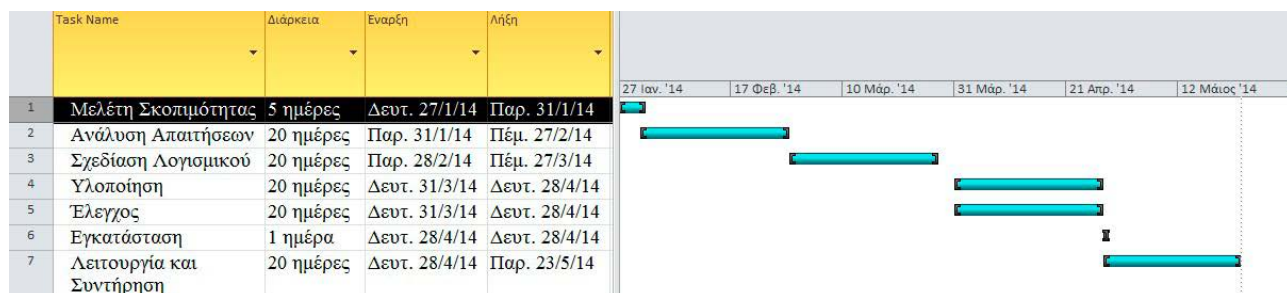 Task Name Διάρκεια Έναρξη Λήξη
27 Ιαν. '14 17 Φεβ. '14 10 Μάρ. '14 31 Μάρ. '14 21 Απρ. '14 12 Μάιος '14
1 Μελέτη Σκοπιμότητας 5 ημέρες Δευτ. 27/1/14 Παρ. 31/1/14
2 Ανάλυση Απαιτήσεων 20 ημέρες Παρ. 31/1/14 Πέμ. 27/2/14
3 Σχεδίαση Λογισμικού 20 ημέρες Παρ. 28/2/14 Πέμ. 27/3/14
4 Υλοποίηση 20 ημέρες Δευτ. 31/3/14 Δευτ. 28/4/14
5 Έλεγχος 20 ημέρες Δευτ. 31/3/14 Δευτ. 28/4/14
6 Εγκατάσταση 1 ημέρα Δευτ. 28/4/14 Δευτ. 28/4/14
7 Λειτουργία και 20 ημέρες Δευτ. 28/4/14 Παρ. 23/5/14
Συντήρηση